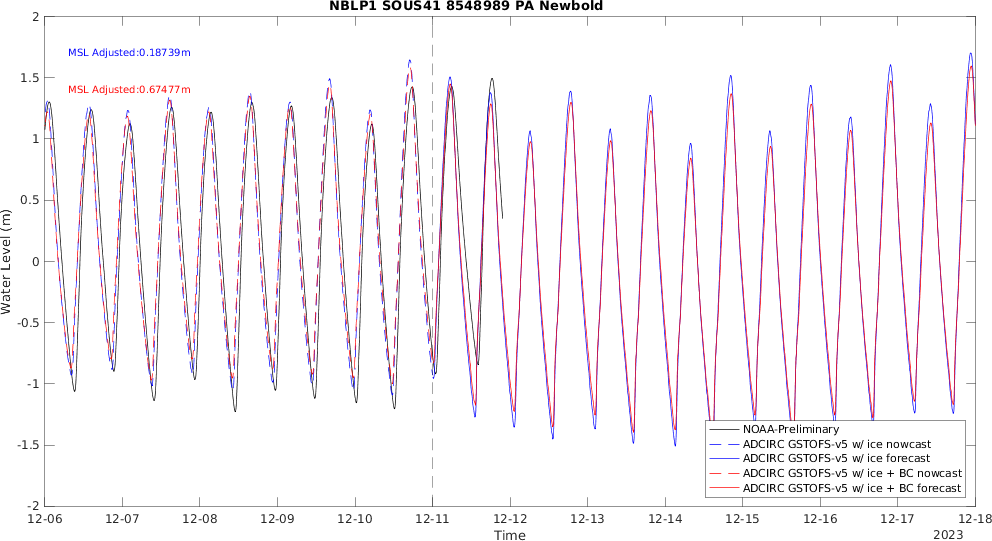 NBLP1 SOUS41 8548989 PA Newbold
MSL Adjusted:0.18739m
MSL Adjusted:0.67477m
Water Level (m)
2
1.5
1
0.5
0
-0.5
-1
-1.5
-2
NOAA-Preliminary
ADCIRC GSTOFS-v5 w/ ice nowcast
ADCIRC GSTOFS-v5 w/ ice forecast
ADCIRC GSTOFS-v5 w/ ice + BC nowcast
ADCIRC GSTOFS-v5 w/ ice + BC forecast
12-06 12-07 12-08 12-09 12-10 12-11 12-12 12-13 12-14 12-15 12-16 12-17 12-18
Time
2023